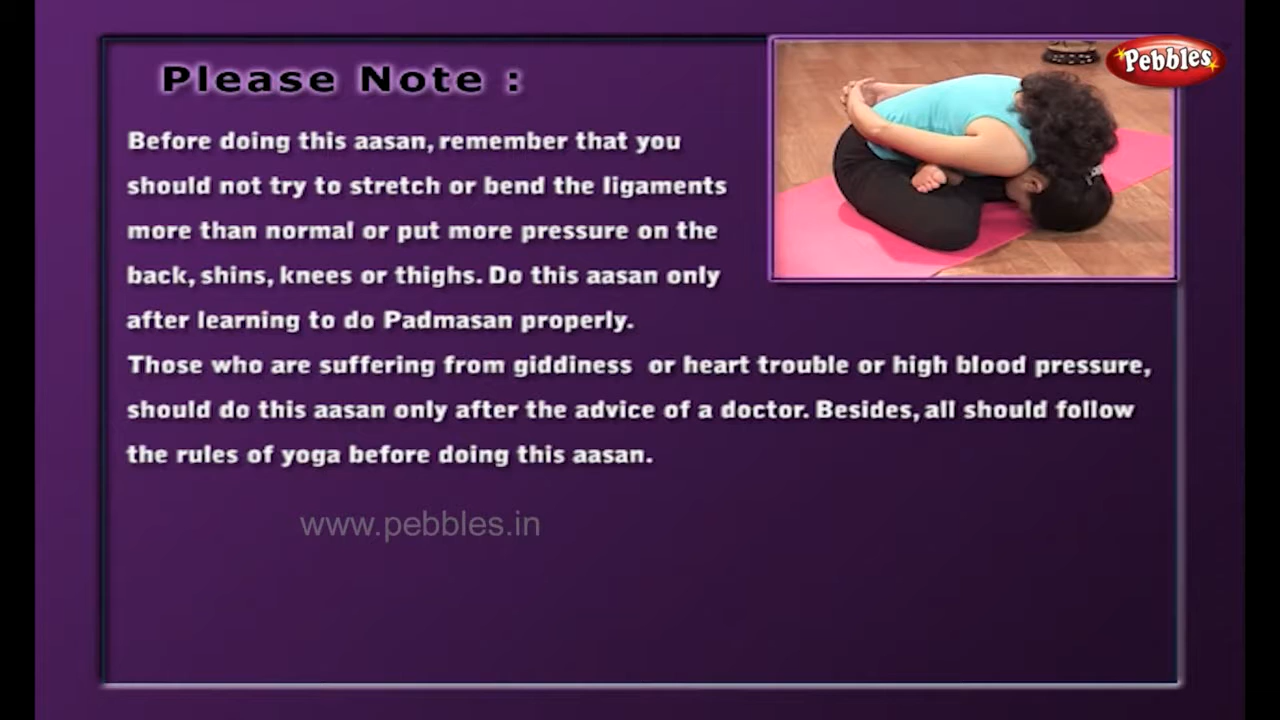 Please Note :
Pebbles
Before doing this aasan, remember that you
should not try to stretch or bend the ligaments
more than normal or put more pressure on the
back, shins, knees or thighs. Do this aasan only
after learning to do Padmasan properly.
Those who are suffering from giddiness or heart trouble or high blood pressure,
should do this aasan only after the advice of a doctor. Besides, all should follow
the rules of yoga before doing this aasan.
www.pebbles.in